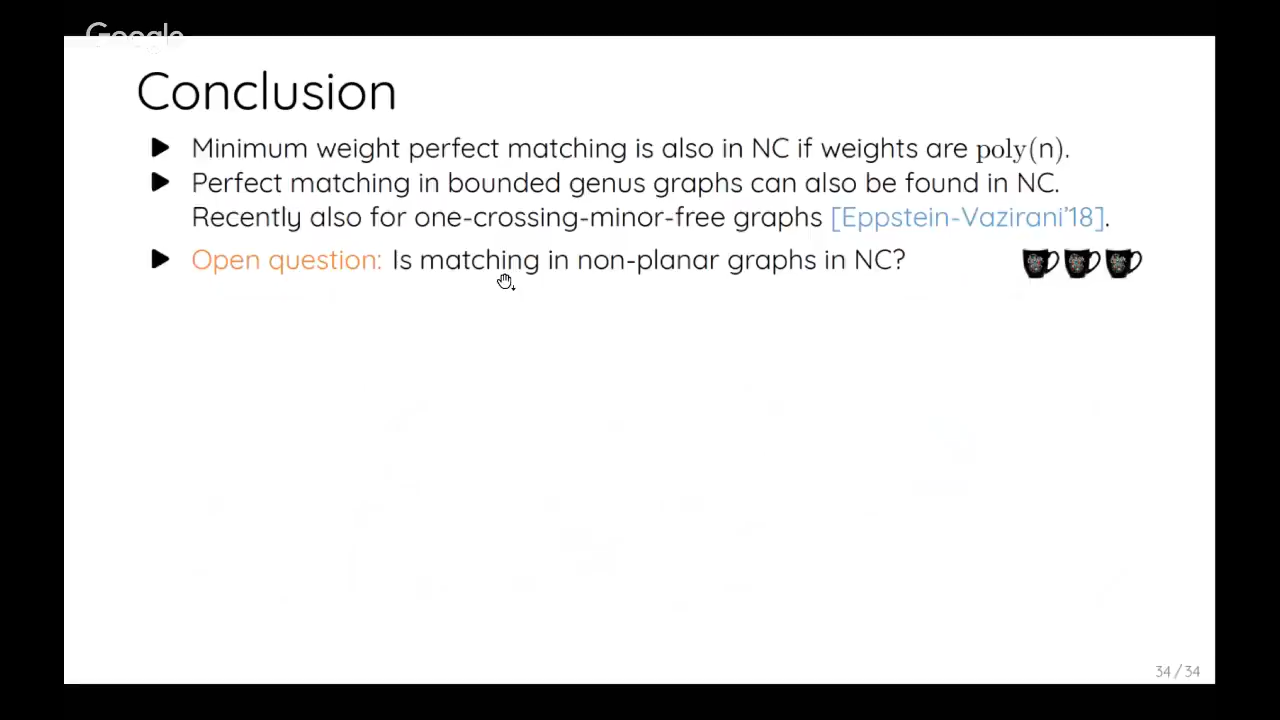 Google
Conclusion
Minimum weight perfect matching is also in NC if weights are poly(n).
Perfect matching in bounded genus graphs can also be found in NC.
Recently also for one-crossing-minor-free graphs [Eppstein-Vazirani'18].
Open question: Is matching in non-planar graphs in NC?
34 / 34